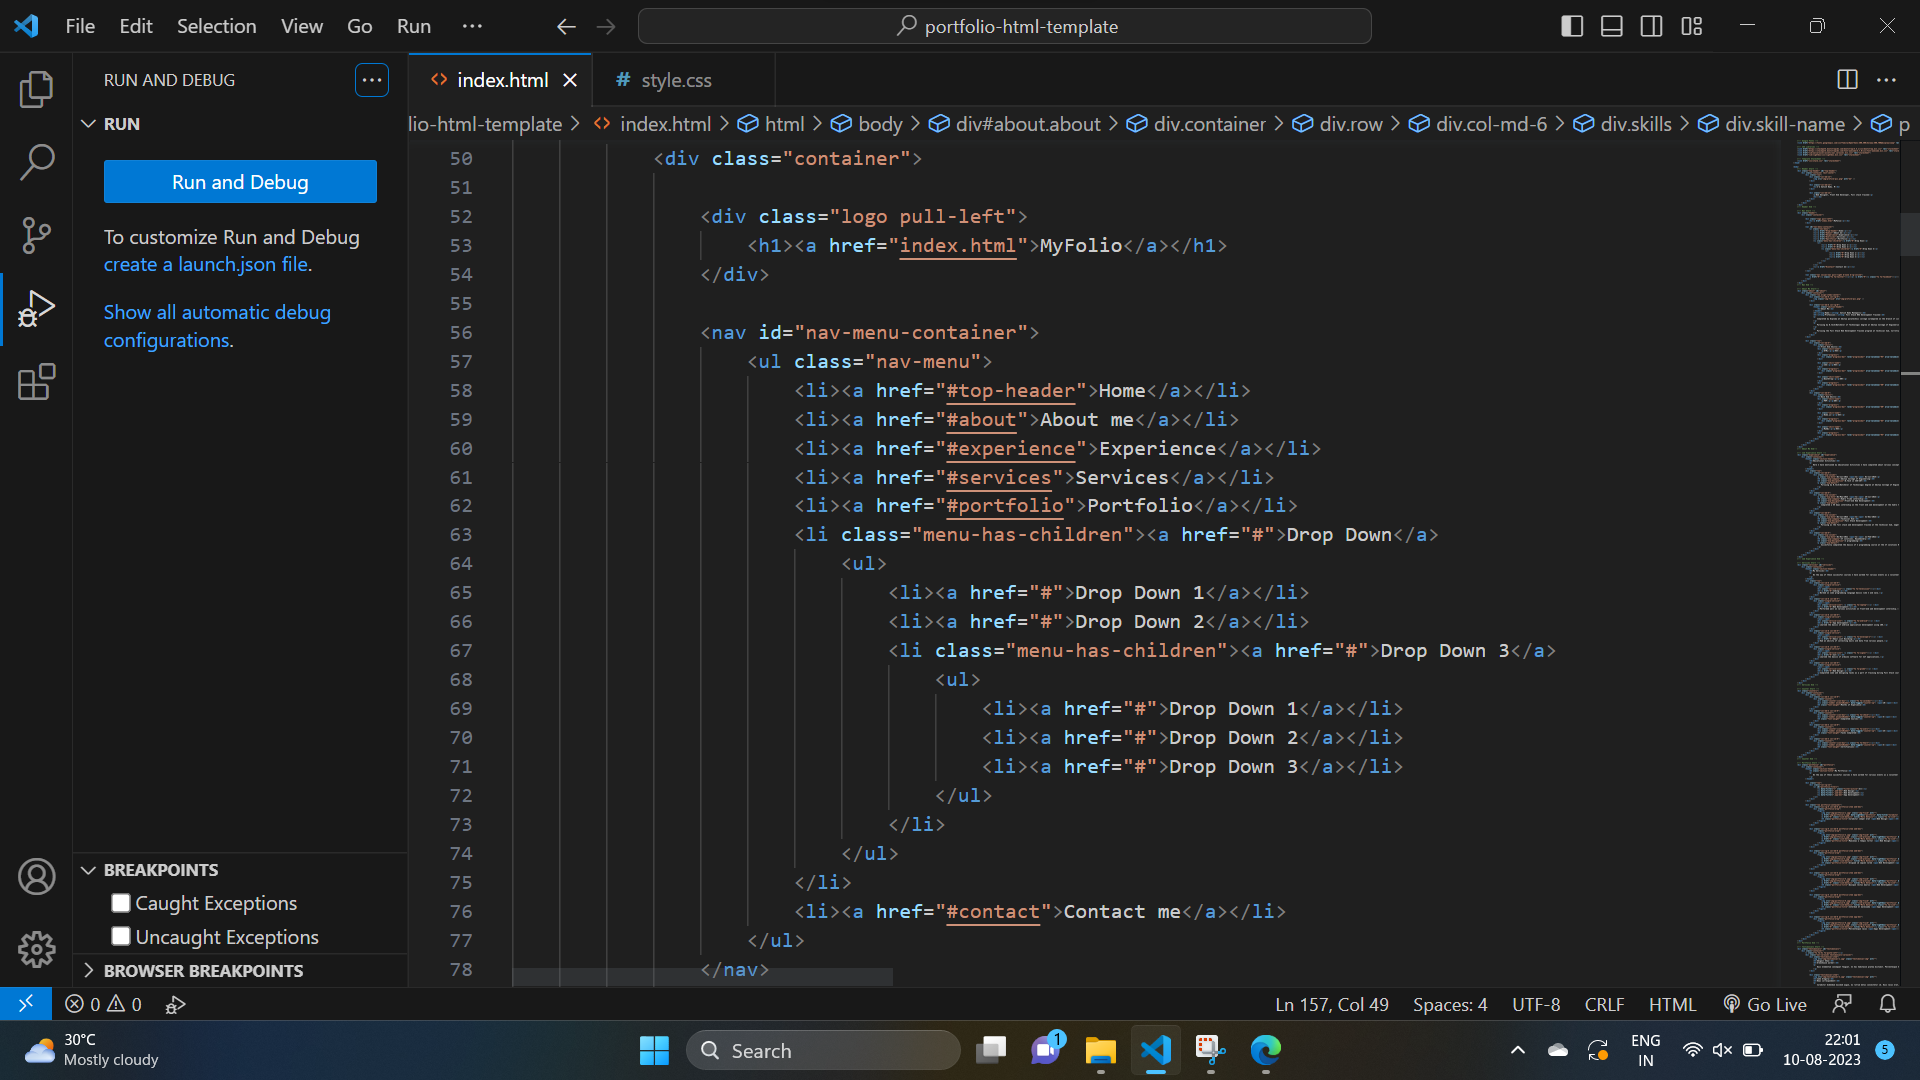 File Edit Selection View Go Run ···
portfolio-html-template
RUN AND DEBUG
RUN
Run and Debug
To customize Run and Debug
create a launch.json file.
Show all automatic debug
configurations.
BREAKPOINTS
Caught Exceptions
Uncaught Exceptions
BROWSER BREAKPOINTS
<> index.html
# style.css
lio-html-template > <> index.html > html > body > div#about.about > div.container > div.row > div.col-md-6 > div.skills > div.skill-name > p
50 <div class="container">
51
52 <div class="logo pull-left">
53 <h1><a href="index.html">MyFolio</a></h1>
54 </div>
55
56 <nav id="nav-menu-container">
57 <ul class="nav-menu">
58 <li><a href="#top-header">Home</a></li>
59 <li><a href="#about">About me</a></li>
60 <li><a href="#experience">Experience</a></li>
61 <li><a href="#services">Services</a></li>
62 <li><a href="#portfolio">Portfolio</a></li>
63 <li class="menu-has-children"><a href="#">Drop Down</a>
64 <ul>
65 <li><a href="#">Drop Down 1</a></li>
66 <li><a href="#">Drop Down 2</a></li>
67 <li class="menu-has-children"><a href="#">Drop Down 3</a>
68 <ul>
69 <li><a href="#">Drop Down 1</a></li>
70 <li><a href="#">Drop Down 2</a></li>
71 <li><a href="#">Drop Down 3</a></li>
72 </ul>
73 </li>
74 </ul>
75 </li>
76 <li><a href="#contact">Contact me</a></li>
77 </ul>
78 </nav>
0 0
Ln 157, Col 49 Spaces: 4 UTF-8 CRLF HTML Go Live
30°C
Mostly cloudy
Search
1
ENG
IN
22:01
10-08-2023
5